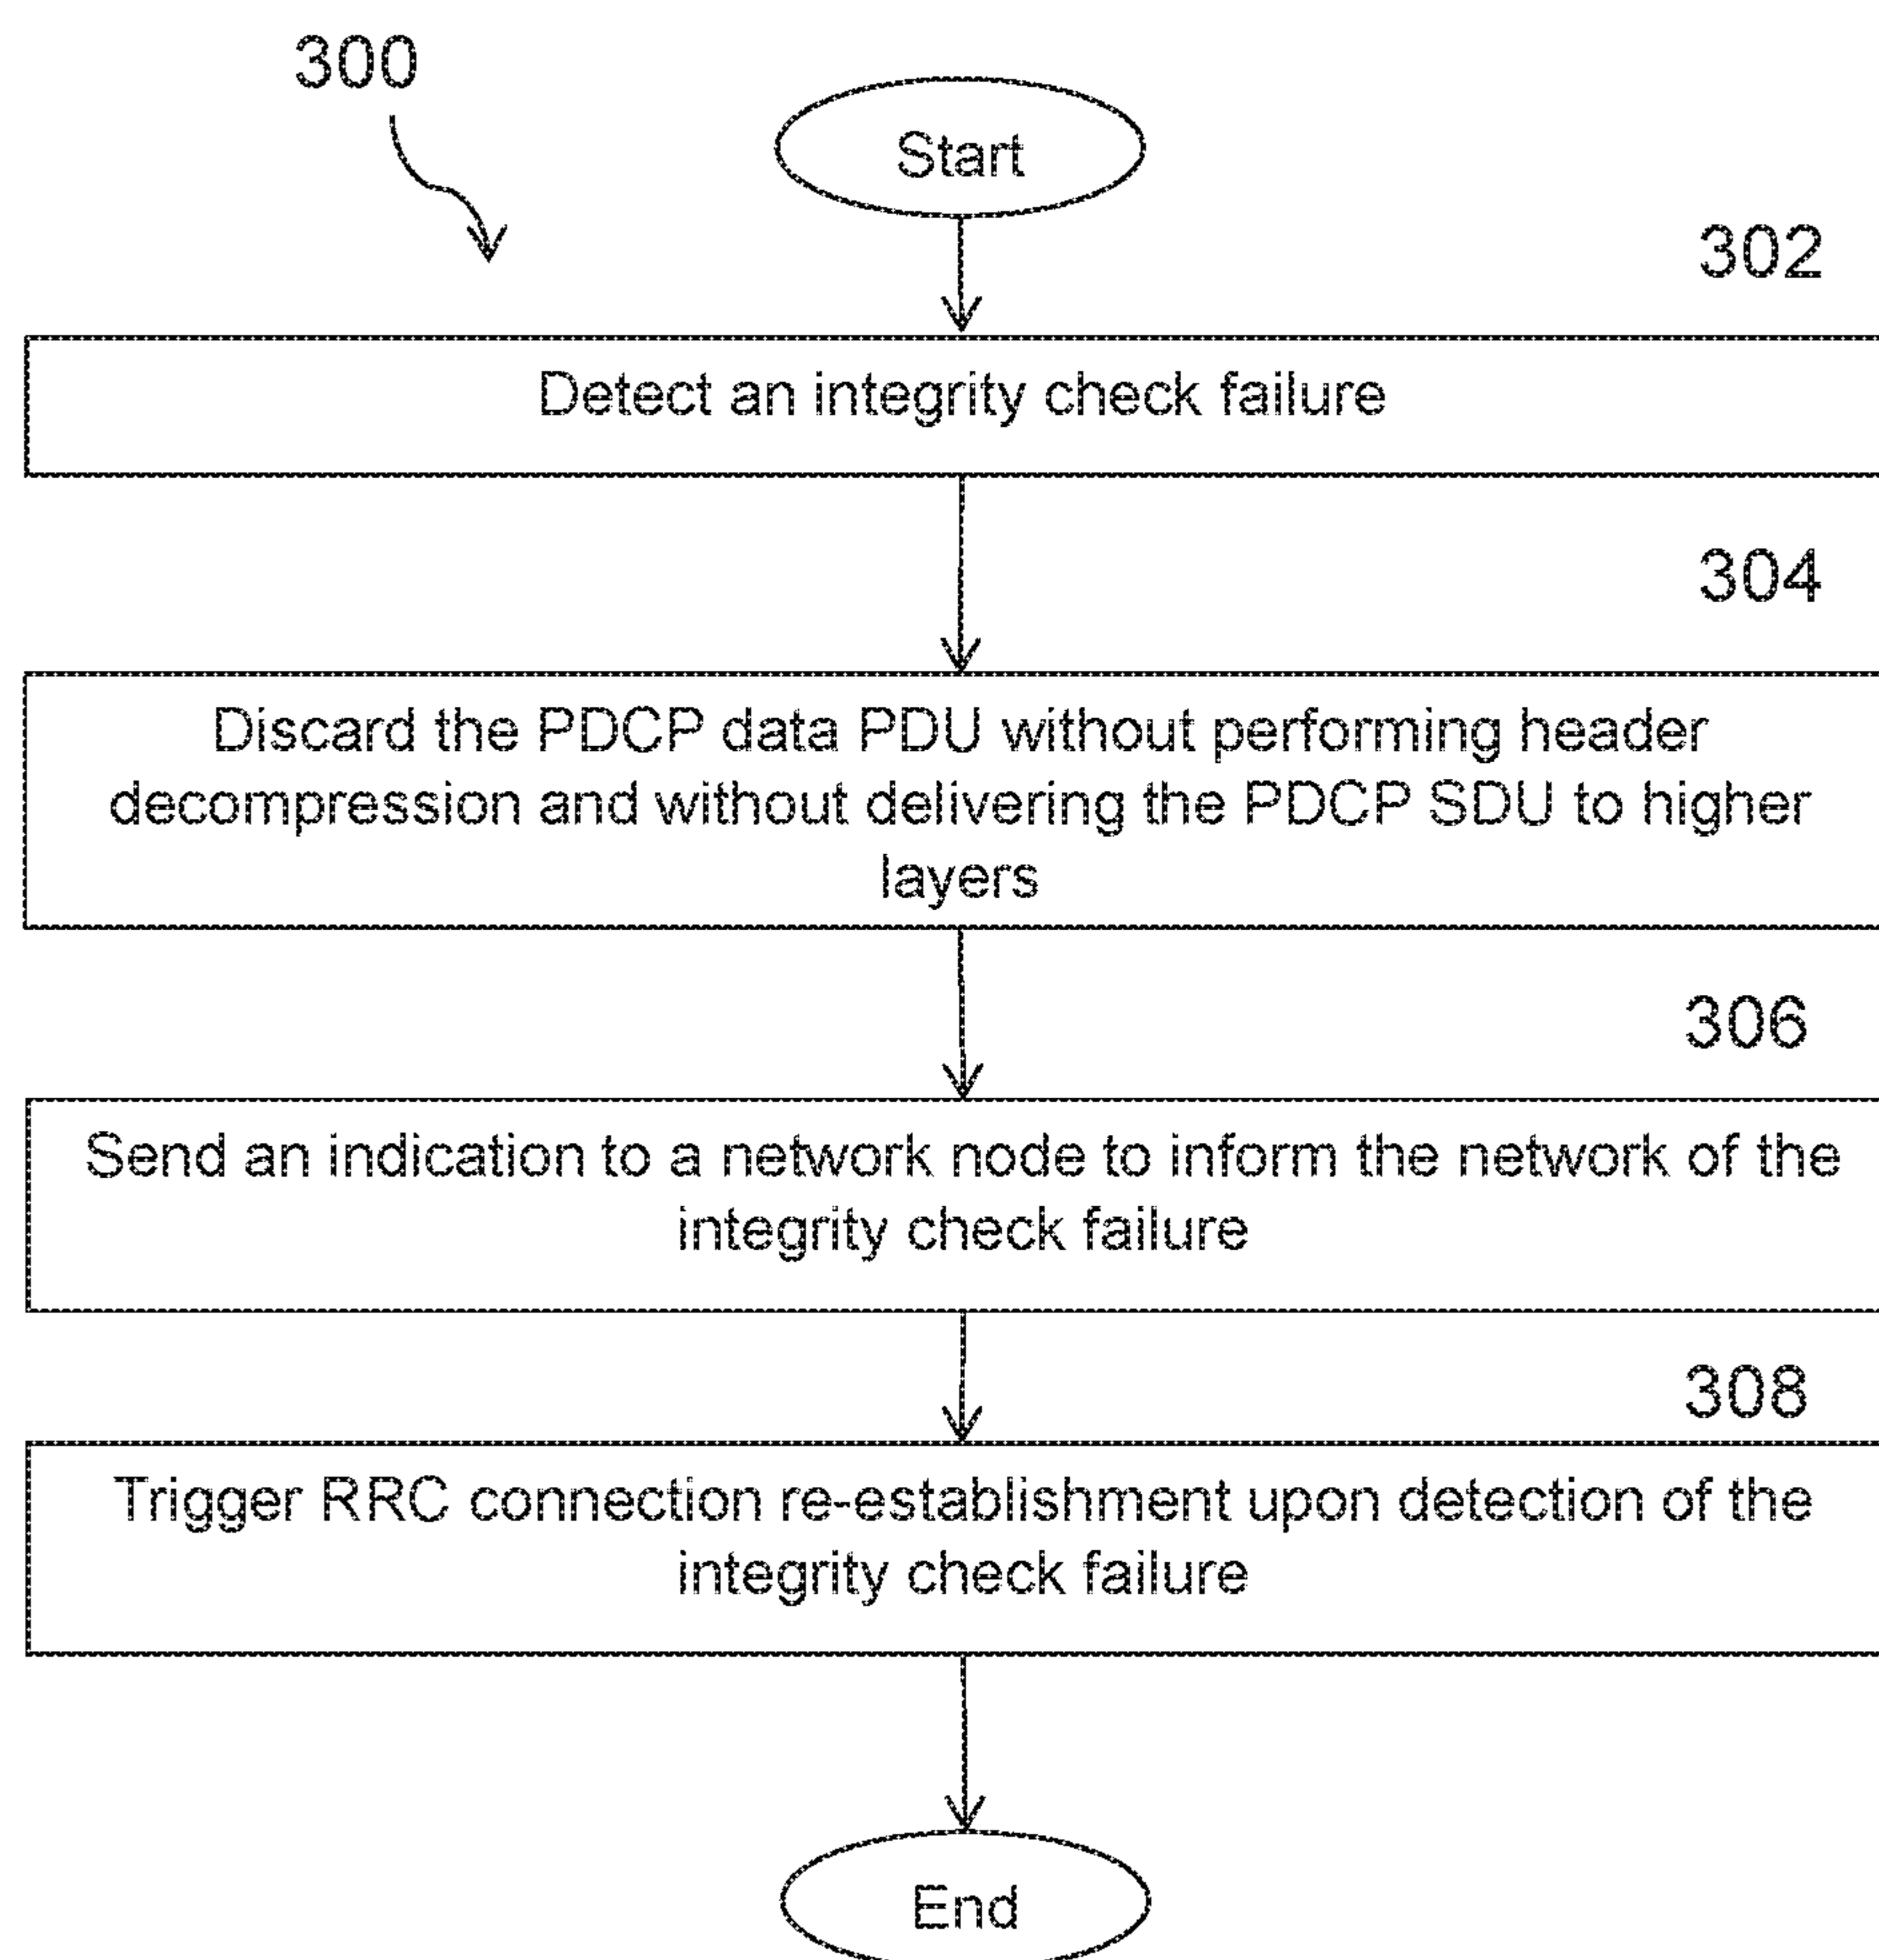 300
Start
302
Detect an integrity check failure
304
Discard the PDCP data PDU without performing header
decompression and without delivering the PDCP SDU to higher
layers
306
Send an indication to a network node to inform the network of the
integrity check failure
308
Trigger RRC connection re-establishment upon detection of the
integrity check failure
End